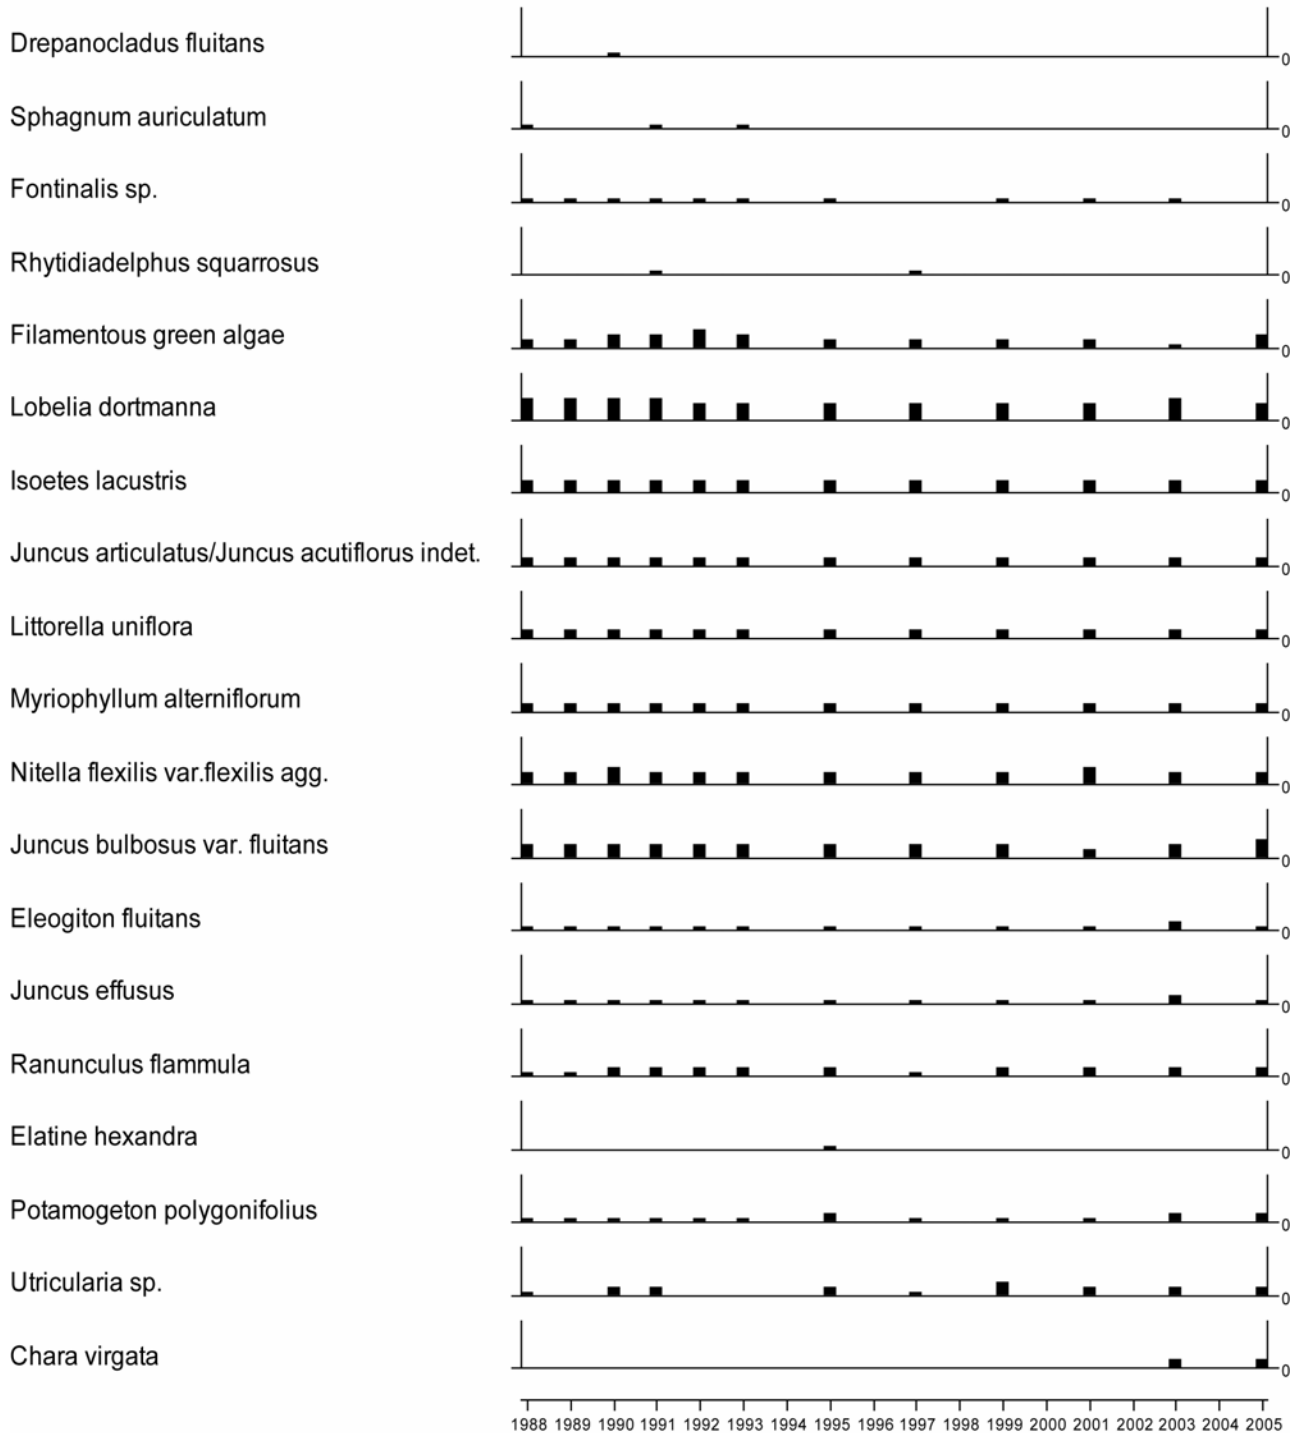 Drepanocladus fluitans
0
Sphagnum auriculatum
0
Fontinalis sp.
0
Rhytidiadelphus squarrosus
0
Filamentous green algae
0
Lobelia dortmanna
0
Isoetes lacustris
0
Juncus articulatus/Juncus acutiflorus indet.
0
Littorella uniflora
0
Myriophyllum alterniflorum
0
Nitella flexilis var.flexilis agg.
0
Juncus bulbosus var. fluitans
0
Eleogiton fluitans
0
Juncus effusus
0
Ranunculus flammula
0
Elatine hexandra
0
Potamogeton polygonifolius
0
Utricularia sp.
0
Chara virgata
0
1988 1989 1990 1991 1992 1993 1994 1995 1996 1997 1998 1999 2000 2001 2002 2003 2004 2005